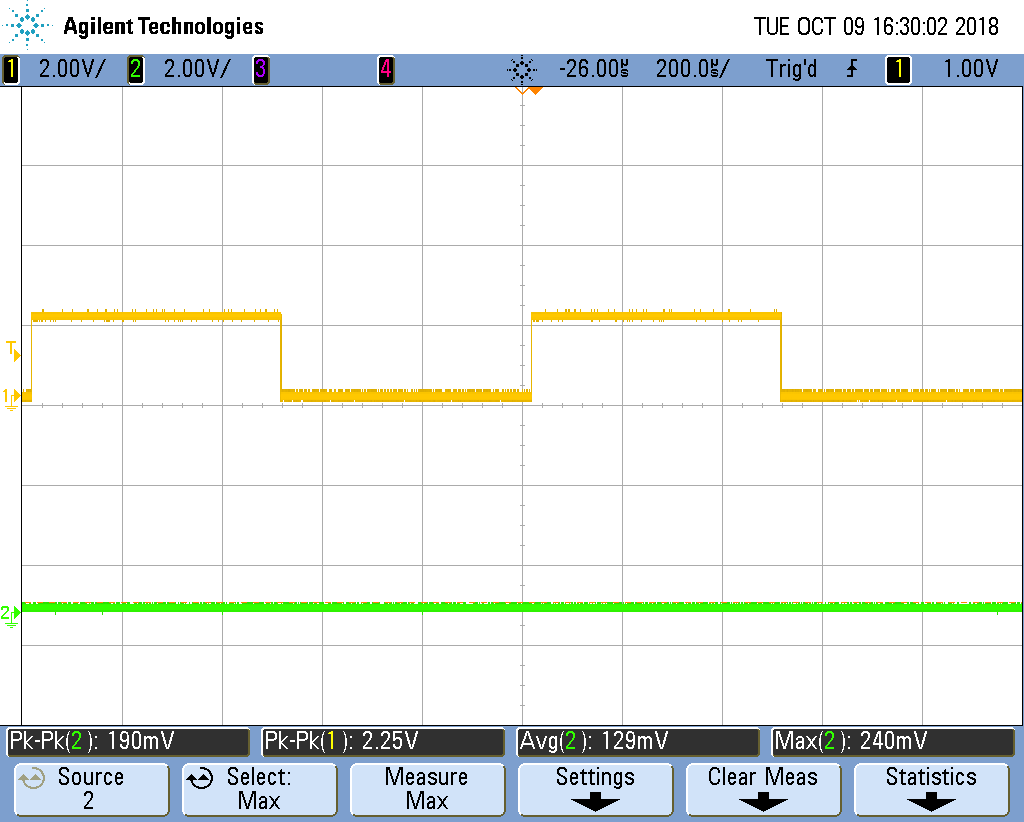 Agilent Technologies
TUE OCT 09 16:30:02 2018
1 2.00V/ 2 2.00V/ 3 4 -26.00µs 200.0µs/ Trig'd 1 1.00V
T
1
2
Pk-Pk(2): 190mV Pk-Pk(1): 2.25V Avg(2): 129mV Max(2): 240mV
Source Select: Measure Settings Clear Meas Statistics
2 Max Max